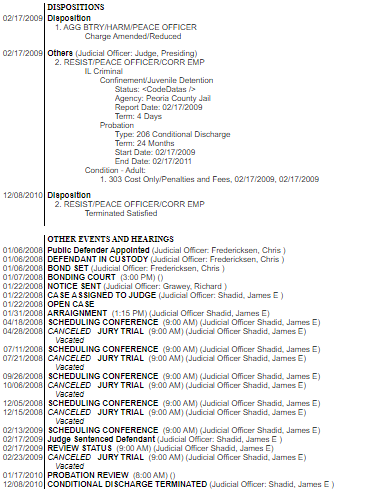 DISPOSITIONS
02/17/2009 Disposition
1. AGG BTRY/HARM/PEACE OFFICER
Charge Amended/Reduced
02/17/2009 Others (Judicial Officer: Judge, Presiding)
2. RESIST/PEACE OFFICER/CORR EMP
IL Criminal
Confinement/Juvenile Detention
Status: <CodeDatas />
Agency: Peoria County Jail
Report Date: 02/17/2009
Term: 4 Days
Probation
Type: 206 Conditional Discharge
Term: 24 Months
Start Date: 02/17/2009
End Date: 02/17/2011
Condition - Adult:
1. 303 Cost Only/Penalties and Fees, 02/17/2009, 02/17/2009
12/08/2010 Disposition
2. RESIST/PEACE OFFICER/CORR EMP
Terminated Satisfied
OTHER EVENTS AND HEARINGS
01/06/2008 Public Defender Appointed (Judicial Officer: Fredericksen, Chris )
01/06/2008 DEFENDANT IN CUSTODY (Judicial Officer: Fredericksen, Chris )
01/06/2008 BOND SET (Judicial Officer: Fredericksen, Chris )
01/07/2008 BONDING COURT (3:00 PM) ()
01/22/2008 NOTICE SENT (Judicial Officer: Grawey, Richard )
01/22/2008 CASE ASSIGNED TO JUDGE (Judicial Officer: Shadid, James E )
01/22/2008 OPEN CASE
01/31/2008 ARRAIGNMENT (1:15 PM) (Judicial Officer Shadid, James E)
04/18/2008 SCHEDULING CONFERENCE (9:00 AM) (Judicial Officer Shadid, James E)
04/28/2008 CANCELED JURY TRIAL (9:00 AM) (Judicial Officer Shadid, James E)
Vacated
07/11/2008 SCHEDULING CONFERENCE (9:00 AM) (Judicial Officer Shadid, James E)
07/21/2008 CANCELED JURY TRIAL (9:00 AM) (Judicial Officer Shadid, James E)
Vacated
09/26/2008 SCHEDULING CONFERENCE (9:00 AM) (Judicial Officer Shadid, James E)
10/06/2008 CANCELED JURY TRIAL (9:00 AM) (Judicial Officer Shadid, James E)
Vacated
12/05/2008 SCHEDULING CONFERENCE (9:00 AM) (Judicial Officer Shadid, James E)
12/15/2008 CANCELED JURY TRIAL (9:00 AM) (Judicial Officer Shadid, James E)
Vacated
02/13/2009 SCHEDULING CONFERENCE (9:00 AM) (Judicial Officer Shadid, James E)
02/17/2009 Judge Sentenced Defendant (Judicial Officer: Shadid, James E )
02/17/2009 REVIEW STATUS (9:00 AM) (Judicial Officer Shadid, James E)
02/23/2009 CANCELED JURY TRIAL (9:00 AM) (Judicial Officer Shadid, James E)
Vacated
01/17/2010 PROBATION REVIEW (8:00 AM) ()
12/08/2010 CONDITIONAL DISCHARGE TERMINATED (Judicial Officer: Shadid, James E )